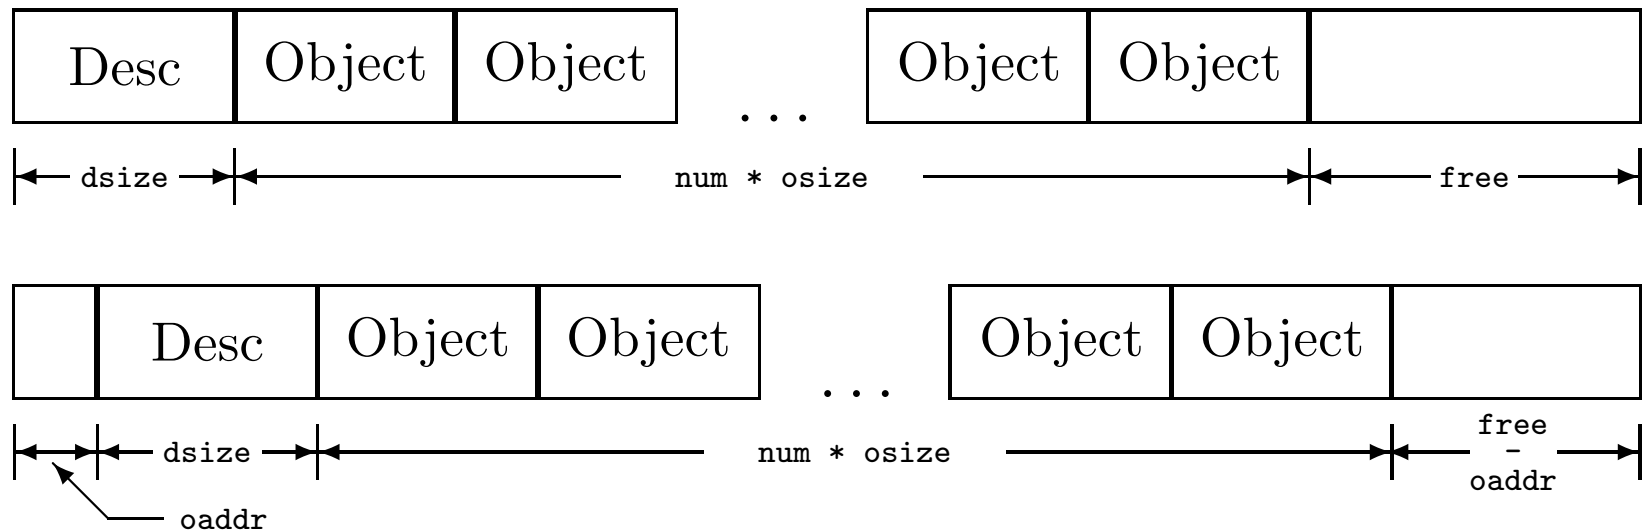 Desc Object Object ... Object Object
dsize num * osize free
Desc Object Object ... Object Object
dsize num * osize free
-
oaddr
oaddr